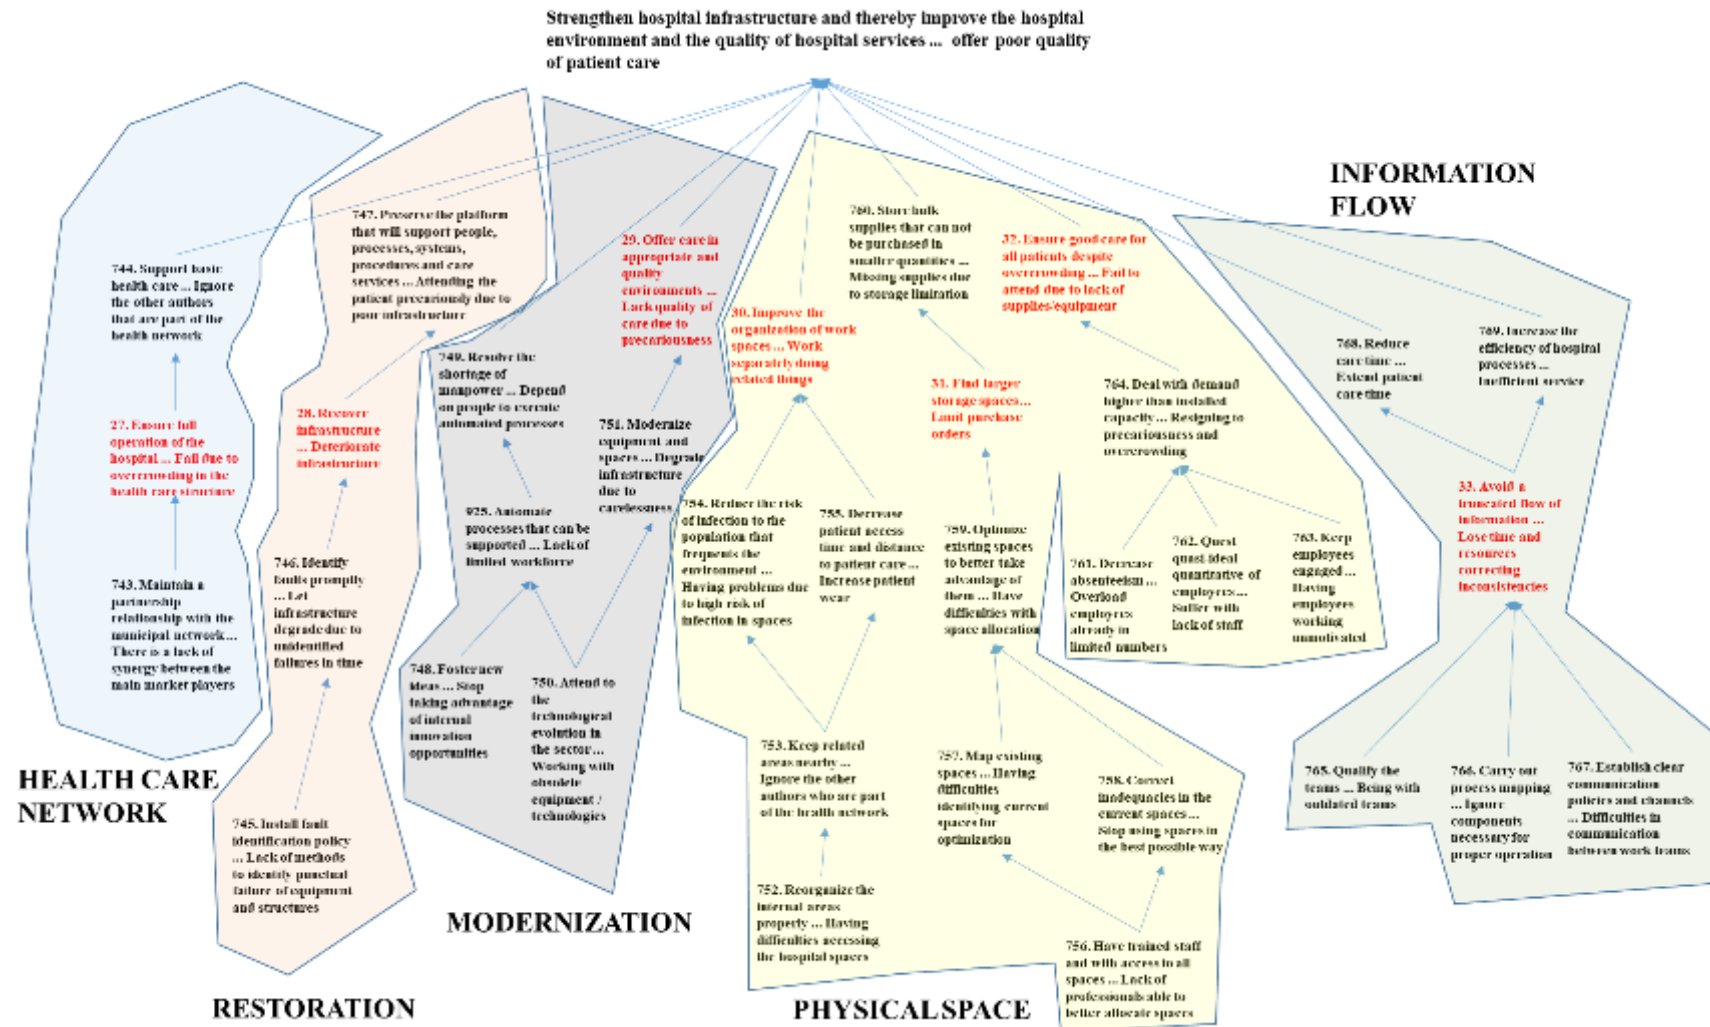 Strengthen hospital infrastructure and thereby improve the hospital
environment and the quality of hospital services ... offer poor quality
of patient care
INFORMATION
FLOW
747. Preserve the platform
that will support people,
processes, systems,
procedures and care
services ... Attending the
patient precariously due to
poor infrastructure
744. Support basic
health care ... Ignore
the other authors
that are part of the
health network
29. Offer care in
appropriate and
quality
environments ...
Lack quality of
care due to
precariousness
760. Store bulk
supplies that can not
be purchased in
smaller quantities ...
Missing supplies due
to storage limitation
32. Ensure good care for
all patients despite
overcrowding ... Fail to
attend due to lack of
supplies/equipment
30. Improve the
organization of work
spaces ... Work
separately doing
related things
749. Resolve the
shortage of
manpower ... Depend
on people to execute
automated processes
768. Reduce
care time ...
Extend patient
care time
769. Increase the
efficiency of hospital
processes ...
Inefficient service
27. Ensure full
operation of the
hospital ... Fail due to
overcrowding in the
health care structure
28. Recover
infrastructure
... Deteriorate
infrastructure
751. Modernize
equipment and
spaces ... Degrade
infrastructure
due to
carelessness
31. Find larger
storage spaces ...
Limit purchase
orders
764. Deal with demand
higher than installed
capacity ... Resigning to
precariousness and
overcrowding
33. Avoid a
truncated flow of
information ...
Lose time and
resources
correcting
inconsistencies
925. Automate
processes that can be
supported ... Lack of
limited workforce
754. Reduce the risk
of infection to the
population that
frequents the
environment ...
Having problems due
to high risk of
infection in spaces
755. Decrease
patient access
time and distance
to patient care ...
Increase patient
wear
759. Optimize
existing spaces
to better take
advantage of
them ... Have
difficulties with
space allocation
761. Decrease
absenteeism ...
Overload
employees
already in
limited numbers
762. Quest
quasi-ideal
quantitative of
employees ...
Suffer with
lack of staff
763. Keep
employees
engaged ...
Having
employees
working
unmotivated
743. Maintain a
partnership
relationship with the
municipal network ...
There is a lack of
synergy between the
main market players
746. Identify
faults promptly
... Let
infrastructure
degrade due to
unidentified
failures in time
748. Foster new
ideas ... Stop
taking advantage
of internal
innovation
opportunities
750. Attend to
the
technological
evolution in
the sector ...
Working with
obsolete
equipment /
technologies
753. Keep related
areas nearby ...
Ignore the other
authors who are part
of the health network
757. Map existing
spaces ... Having
difficulties
identifying current
spaces for
optimization
758. Correct
inadequacies in the
current spaces ...
Stop using spaces in
the best possible way
765. Qualify the
teams ... Being with
outdated teams
766. Carry out
process mapping
... Ignore
components
necessary for
proper operation
767. Establish clear
communication
policies and channels
... Difficulties in
communication
between work teams
HEALTH CARE
NETWORK
745. Install fault
identification policy
... Lack of methods
to identify punctual
failure of equipment
and structures
752. Reorganize the
internal areas
properly ... Having
difficulties accessing
the hospital spaces
756. Have trained staff
and with access to all
spaces ... Lack of
professionals able to
better allocate spaces
MODERNIZATION
RESTORATION
PHYSICAL SPACE